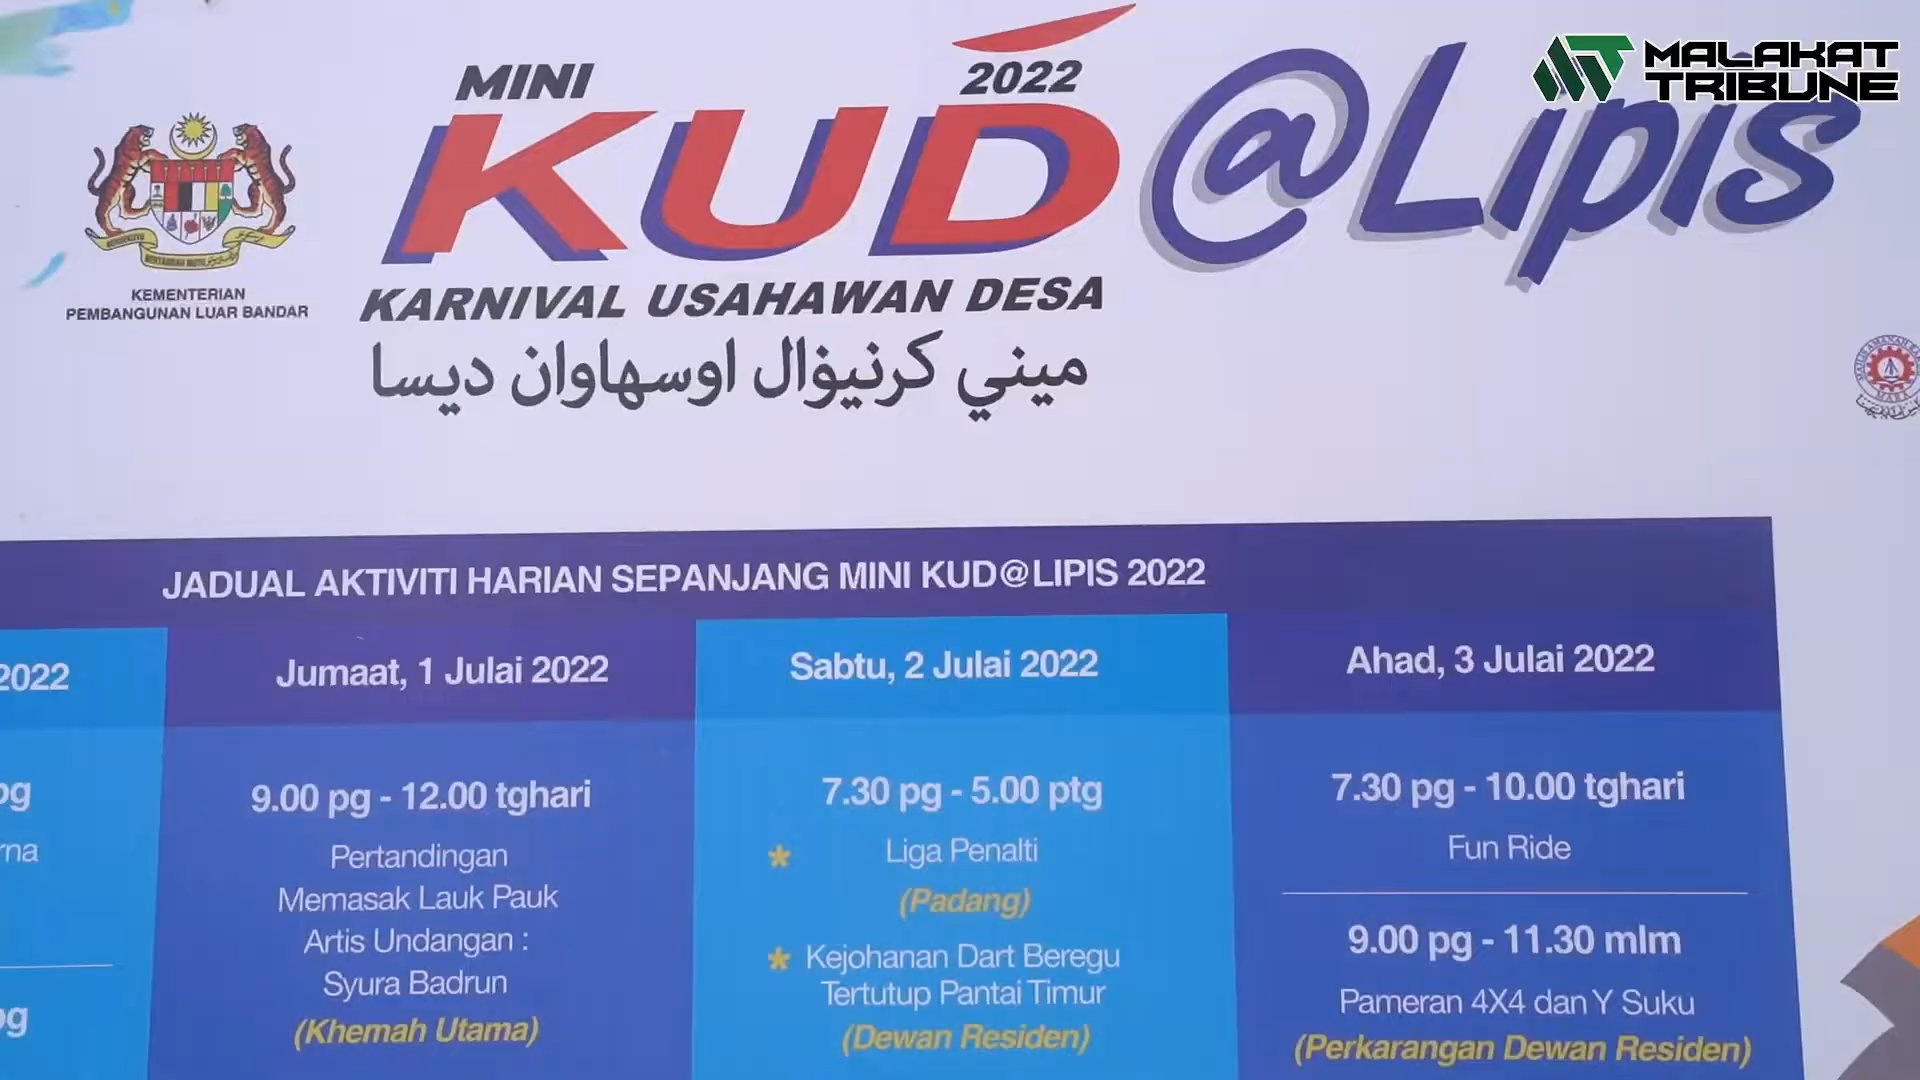 MALAKAT
TRIBUNE
MINI
2022
KUD @Lipis
KEMENTERIAN
PEMBANGUNAN LUAR BANDAR
KARNIVAL USAHAWAN DESA
ميني كرنيۏال اوسهاوان ديسا
MARA
JADUAL AKTIVITI HARIAN SEPANJANG MINI KUD@LIPIS 2022
2022
Jumaat, 1 Julai 2022
9.00 pg - 12.00 tghari
Pertandingan
Memasak Lauk Pauk
Artis Undangan :
Syura Badrun
(Khemah Utama)
Sabtu, 2 Julai 2022
7.30 pg - 5.00 ptg
* Liga Penalti
(Padang)
* Kejohanan Dart Beregu
Tertutup Pantai Timur
(Dewan Residen)
Ahad, 3 Julai 2022
7.30 pg - 10.00 tghari
Fun Ride
9.00 pg - 11.30 mlm
Pameran 4X4 dan Y Suku
(Perkarangan Dewan Residen)